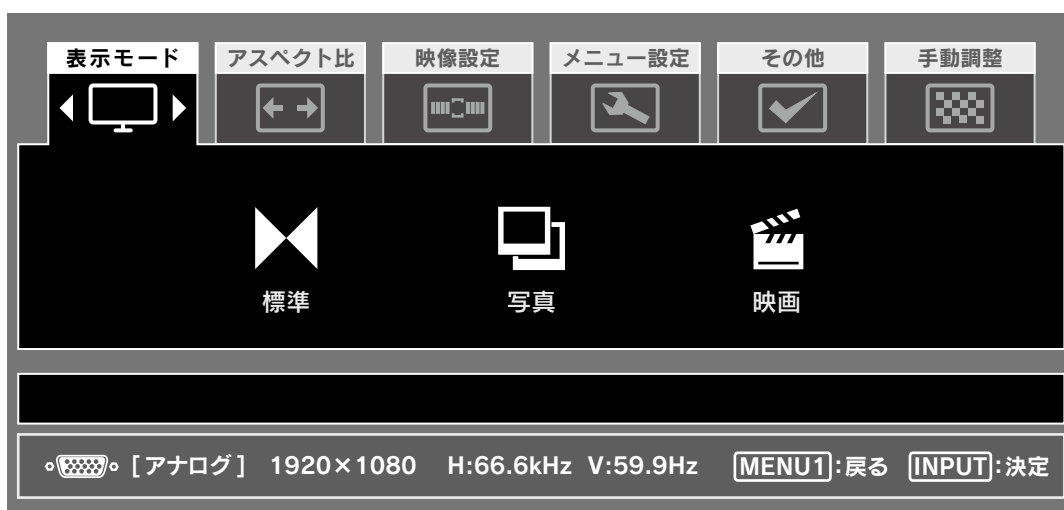 表示モード アスペクト比 映像設定 メニュー設定 その他 手動調整
標準 写真 映画
[アナログ] 1920×1080 H:66.6kHz V:59.9Hz MENU1:戻る INPUT:決定